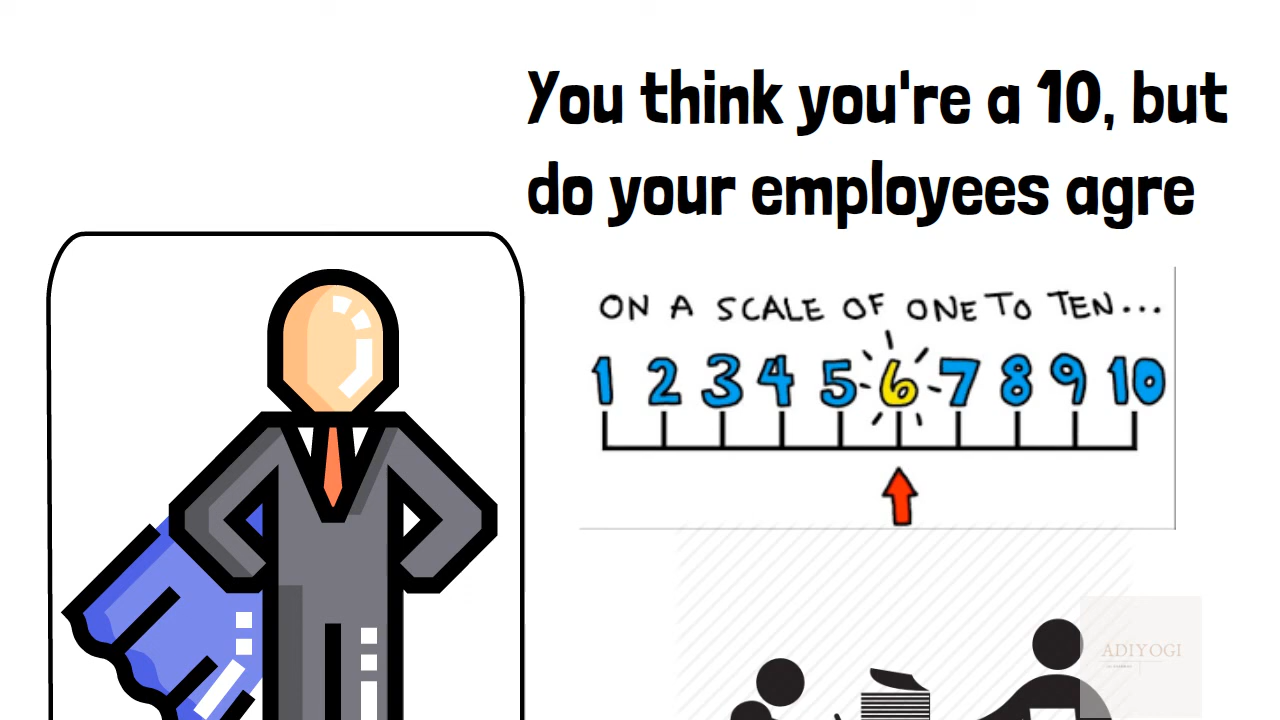 You think you're a 10, but
do your employees agre
ON A SCALE OF ONE TO TEN...
1 2 3 4 5 6 7 8 9 10
ADIYOGI